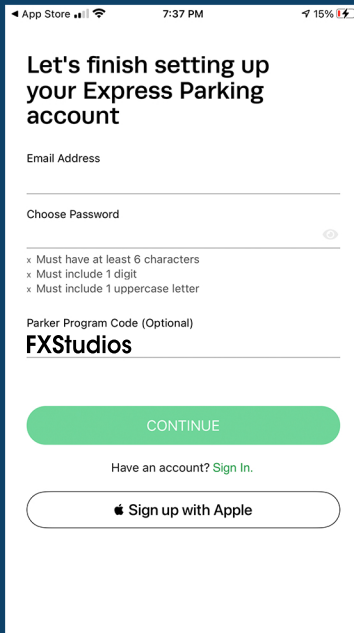 App Store
7:37 PM
15%
Let's finish setting up
your Express Parking
account
Email Address
Choose Password
x Must have at least 6 characters
x Must include 1 digit
x Must include 1 uppercase letter
Parker Program Code (Optional)
FXStudios
CONTINUE
Have an account? Sign In.
Sign up with Apple